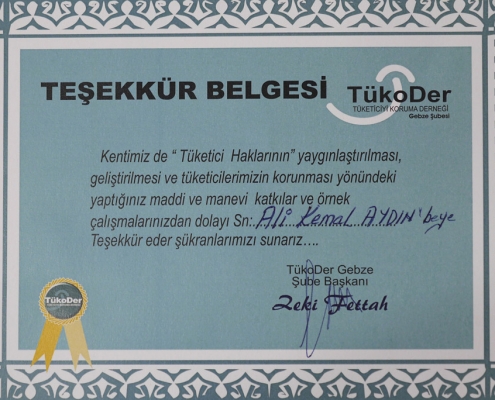 TEŞEKKÜR BELGESİ
TükoDer
TÜKETİCİYİ KORUMA DERNEĞİ
Gebze Şubesi
Kentimiz de “ Tüketici Haklarının” yaygınlaştırılması,
geliştirilmesi ve tüketicilerimizin korunması yönündeki
yaptığınız maddi ve manevi katkılar ve örnek
çalışmalarınızdan dolayı Sn: Ali Kemal AYDIN'beye
Teşekkür eder şükranlarımızı sunarız....
TükoDer Gebze
Şube Başkanı
Zeki Fettah
TükoDer